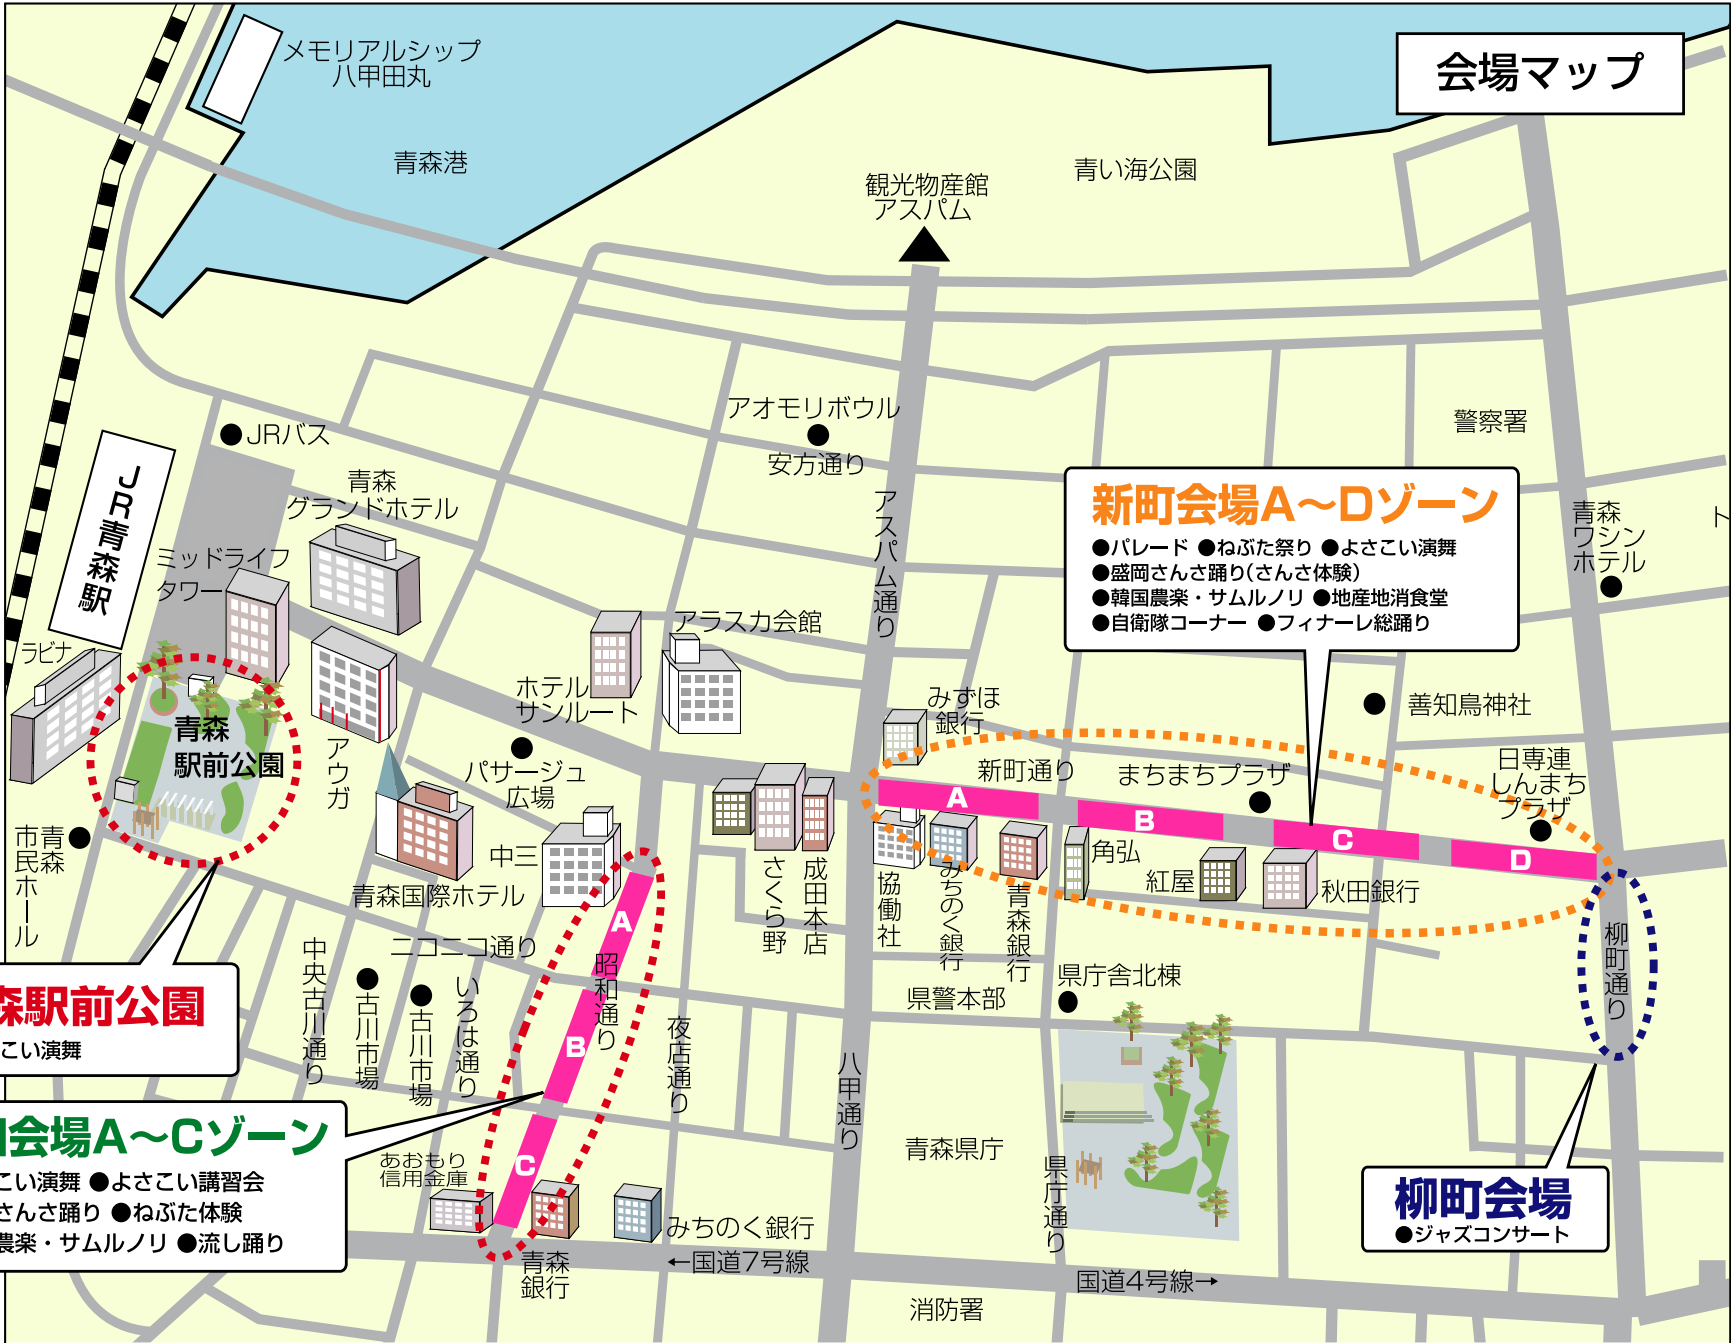 会場マップ
メモリアルシップ
八甲田丸
青森港
観光物産館
アスパム
青い海公園
アオモリボウル
安方通り
警察署
JRバス
JR青森駅
青森
グランドホテル
ミッドライフ
タワー
ラビナ
アスパム通り
新町会場A〜Dゾーン
●パレード ●ねぶた祭り ●よさこい演舞
●盛岡さんさ踊り(さんさ体験)
●韓国農楽・サムルノリ ●地産地消食堂
●自衛隊コーナー ●フィナーレ総踊り
青森
ワシン
ホテル
ト
アラスカ会館
ホテル
サンルート
青森
駅前公園
アウガ
パサージュ
広場
みずほ
銀行
善知鳥神社
新町通り
まちまちプラザ
日専連
しんまち
プラザ
A
B
C
D
青森
市民ホール
中三
青森国際ホテル
さくら野
成田本店
協働社
みちのく銀行
青森銀行
角弘
紅屋
秋田銀行
ニコニコ通り
中央古川通り
古川市場
古川市場
いろは通り
昭和通り
A
B
C
夜店通り
八甲通り
県警本部
県庁舎北棟
柳町通り
森駅前公園
こい演舞
会場A〜Cゾーン
こい演舞 ●よさこい講習会
さんさ踊り ●ねぶた体験
農楽・サムルノリ ●流し踊り
あおもり
信用金庫
青森
銀行
みちのく銀行
←国道7号線
青森県庁
県庁通り
国道4号線→
消防署
柳町会場
●ジャズコンサート